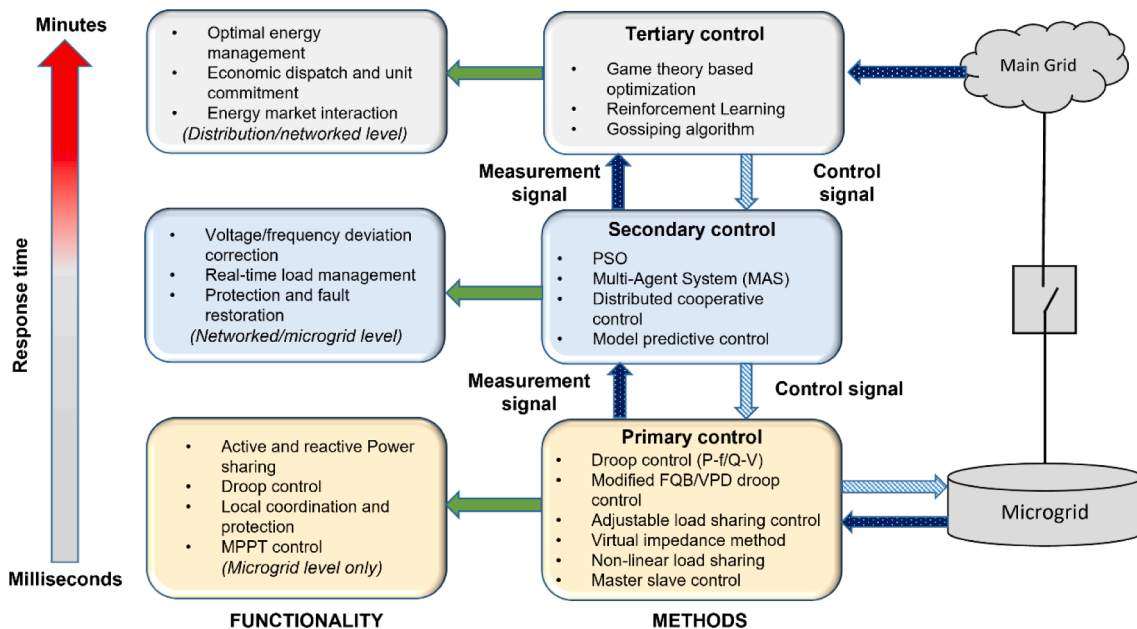 Minutes
Response time
Milliseconds
• Optimal energy
management
• Economic dispatch and unit
commitment
• Energy market interaction
(Distribution/networked level)
Tertiary control
• Game theory based
optimization
• Reinforcement Learning
• Gossiping algorithm
Main Grid
Measurement
signal
Control
signal
• Voltage/frequency deviation
correction
• Real-time load management
• Protection and fault
restoration
(Networked/microgrid level)
Secondary control
• PSO
• Multi-Agent System (MAS)
• Distributed cooperative
control
• Model predictive control
Measurement
signal
Control signal
• Active and reactive Power
sharing
• Droop control
• Local coordination and
protection
• MPPT control
(Microgrid level only)
Primary control
• Droop control (P-f/Q-V)
• Modified FQB/VPD droop
control
• Adjustable load sharing control
• Virtual impedance method
• Non-linear load sharing
• Master slave control
Microgrid
FUNCTIONALITY
METHODS